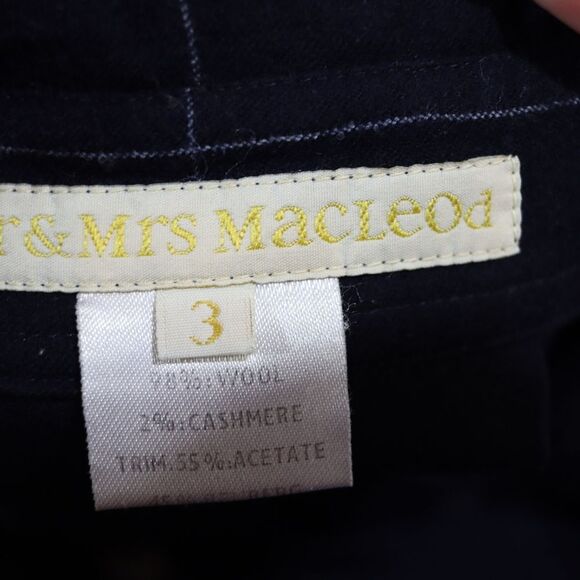 r&Mrs MacLeod
3
98%:WOOL
2%:CASHMERE
TRIM.55%:ACETATE